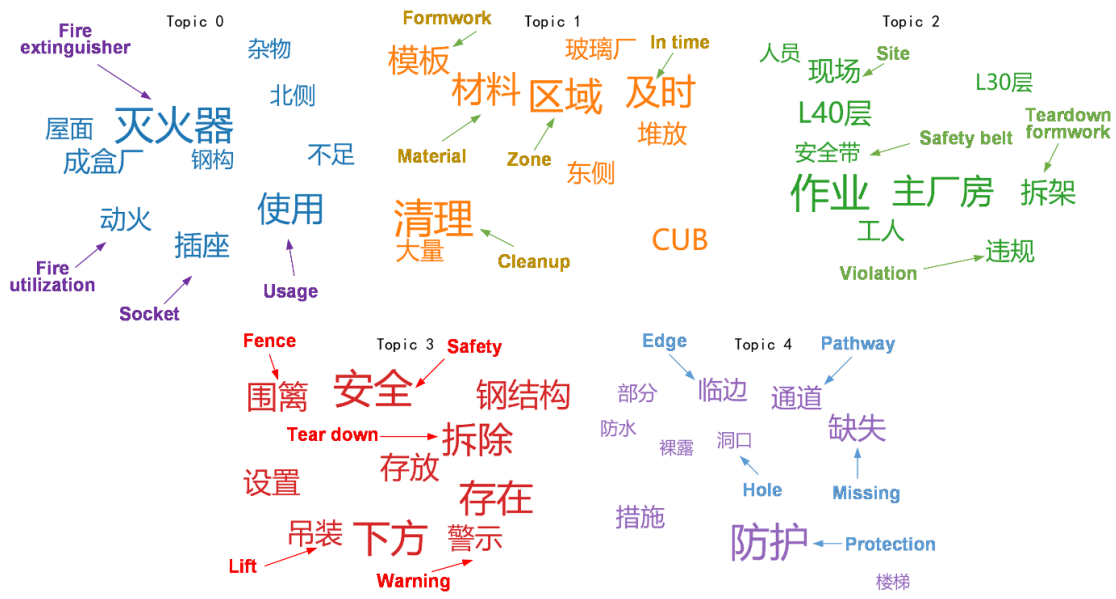 Topic 0
Fire
extinguisher
杂物
北侧
屋面
灭火器
成盒厂
钢构
不足
动火
插座
使用
Fire
utilization
Socket
Usage
Topic 1
Formwork
模板
玻璃厂
In time
材料
区域
及时
堆放
Material
Zone
东侧
清理
大量
CUB
Cleanup
Topic 2
人员
现场
Site
L30层
L40层
Teardown
formwork
安全带
Safety belt
作业
主厂房
拆架
工人
违规
Violation
Topic 3
Fence
Safety
围篱
安全
钢结构
Tear down
拆除
存放
设置
存在
吊装
下方
警示
Lift
Warning
Topic 4
Edge
Pathway
部分
临边
通道
防水
裸露
洞口
缺失
Hole
Missing
措施
防护
Protection
楼梯